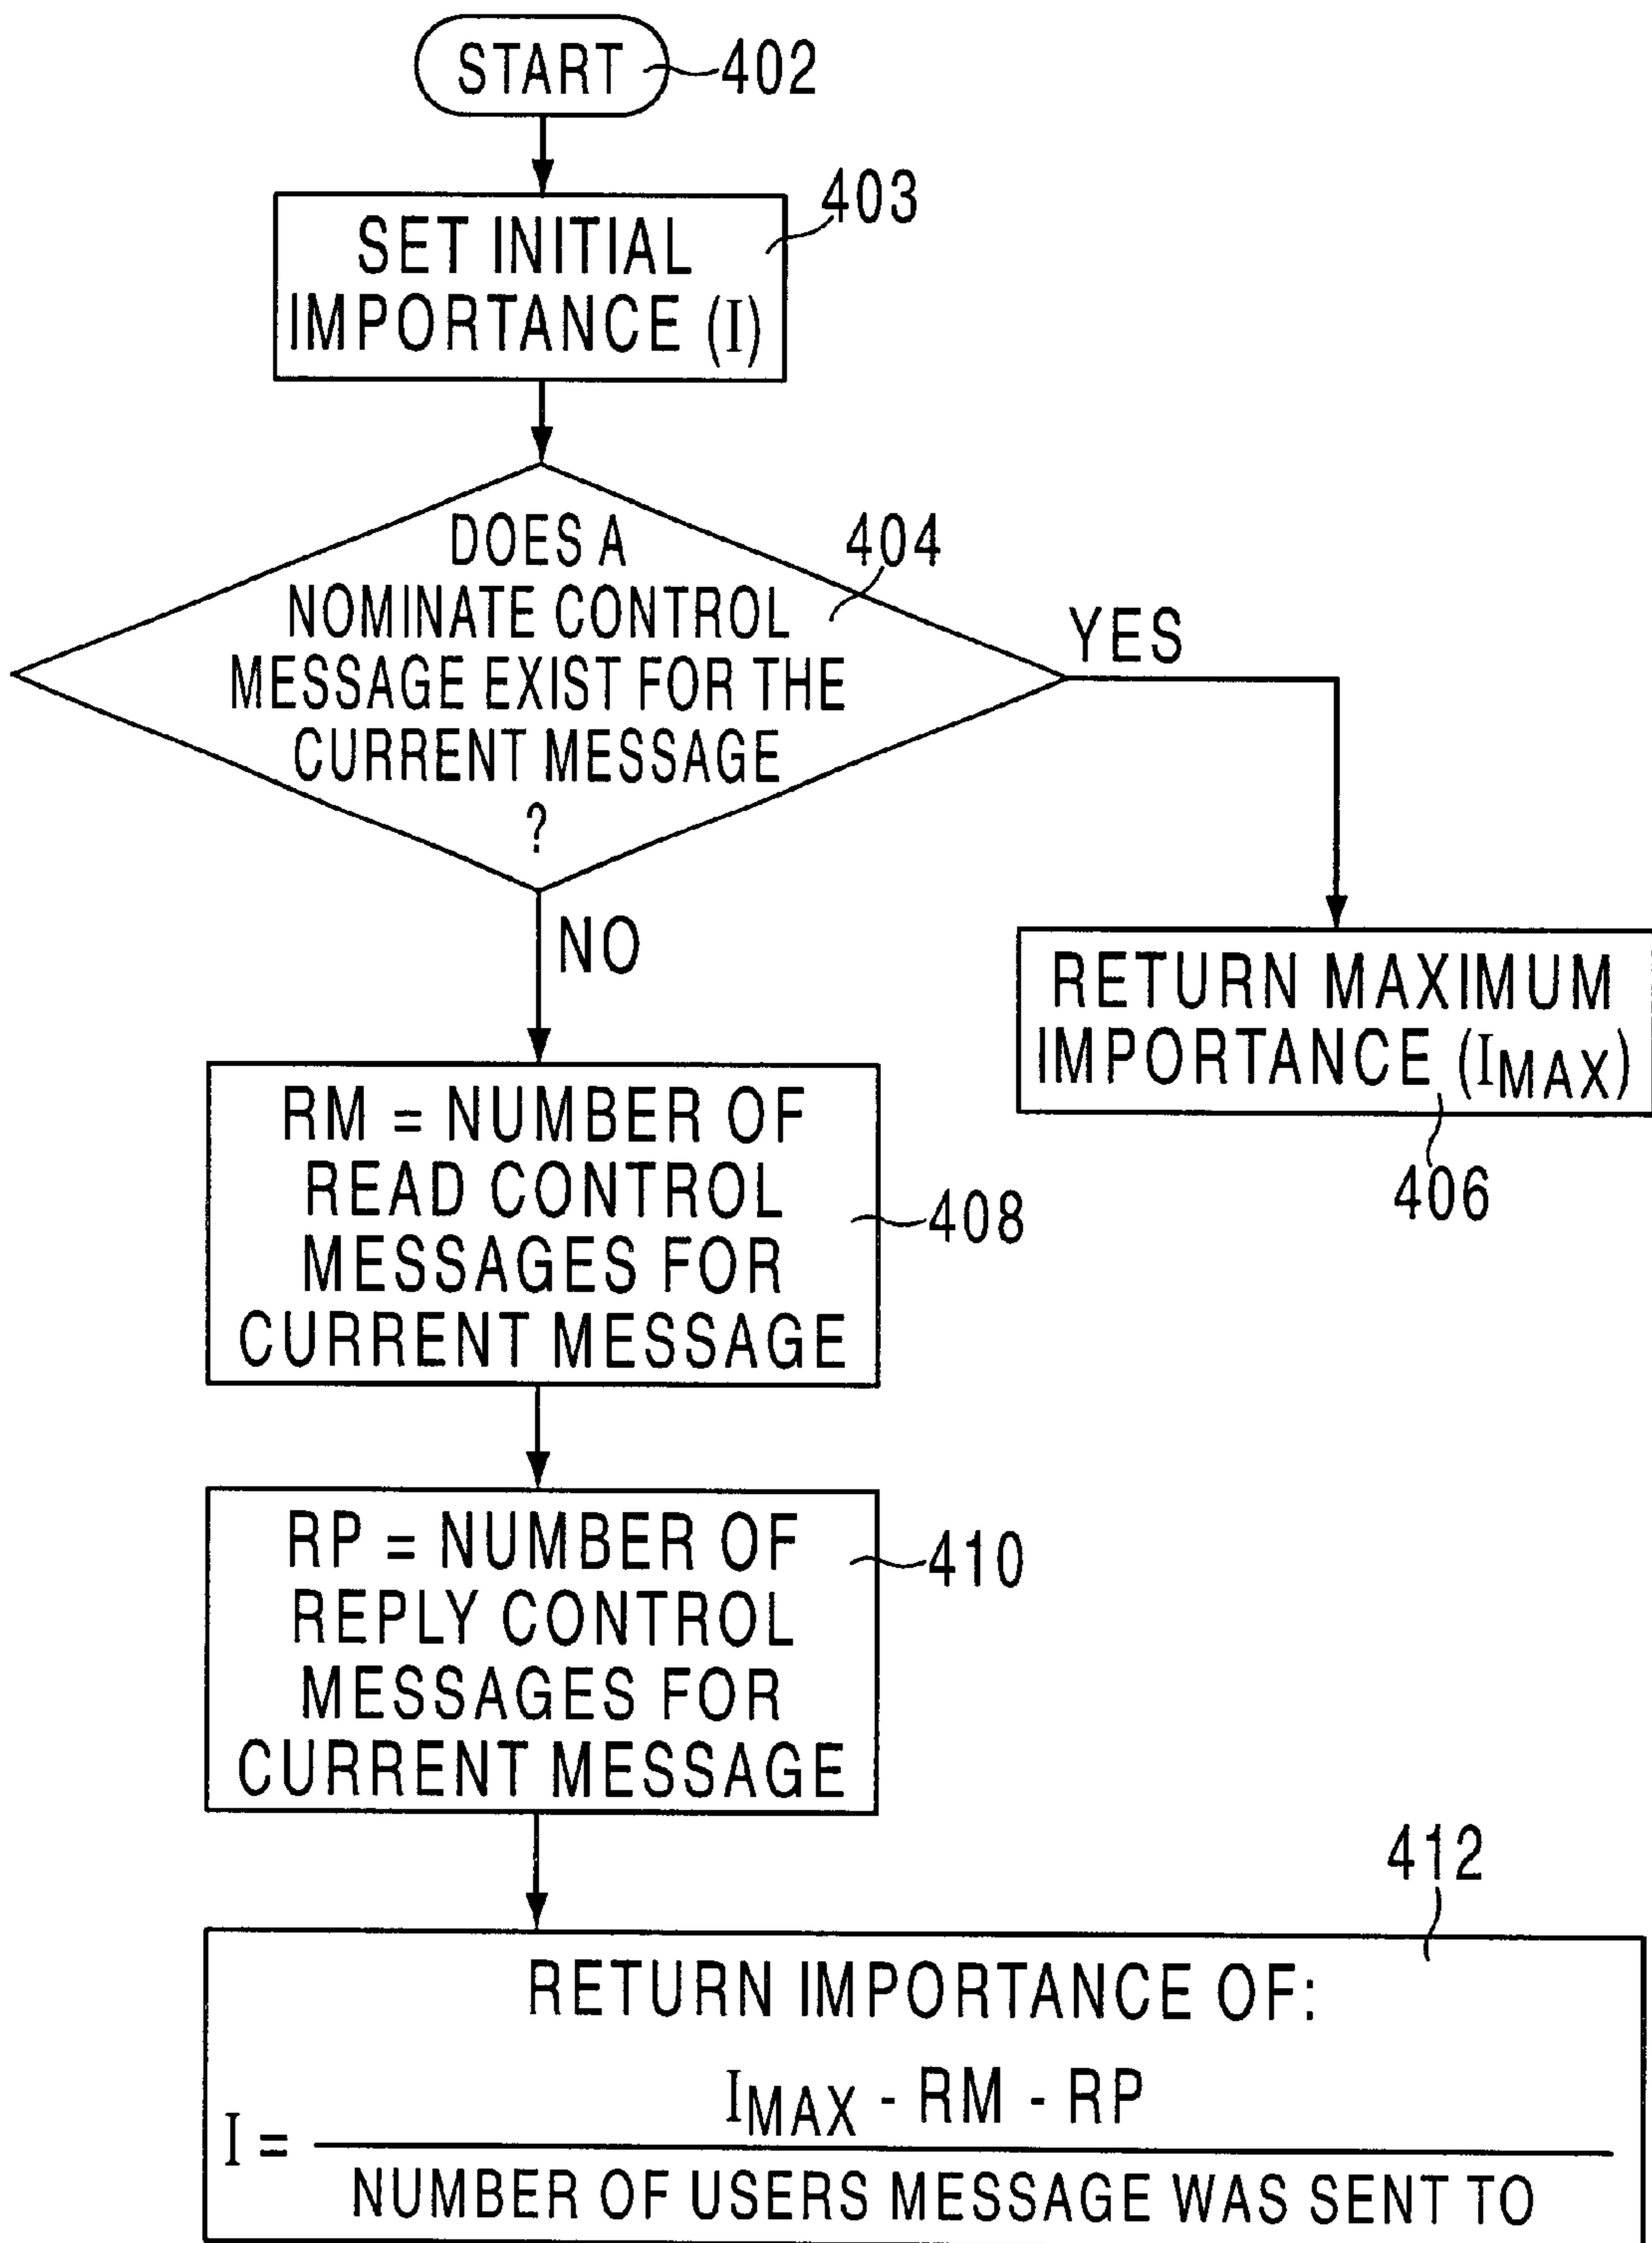 START
402
403
SET INITIAL
IMPORTANCE (I)
DOES A
404
NOMINATE CONTROL
MESSAGE EXIST FOR THE
CURRENT MESSAGE
?
YES
NO
RETURN MAXIMUM
IMPORTANCE (IMAX)
406
RM = NUMBER OF
READ CONTROL
MESSAGES FOR
CURRENT MESSAGE
408
RP = NUMBER OF
REPLY CONTROL
MESSAGES FOR
CURRENT MESSAGE
410
412
RETURN IMPORTANCE OF:
IMAX - RM - RP
I =
NUMBER OF USERS MESSAGE WAS SENT TO